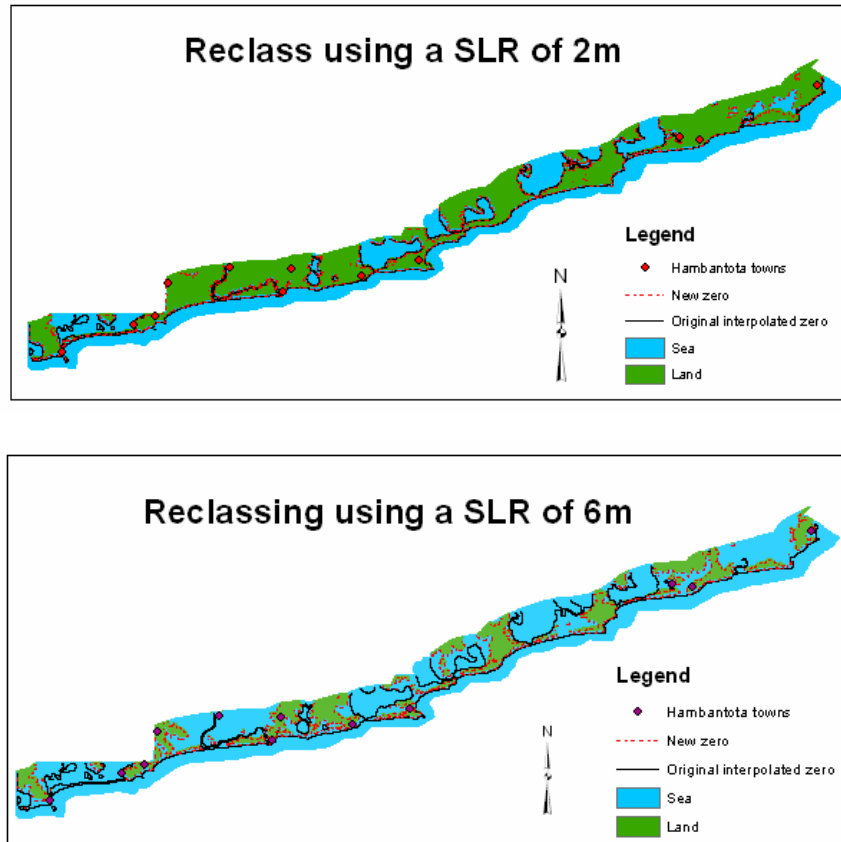 Reclass using a SLR of 2m
Legend
Hambantota towns
New zero
Original interpolated zero
Sea
Land
N
Reclassing using a SLR of 6m
Legend
Hambantota towns
New zero
Original interpolated zero
Sea
Land
N